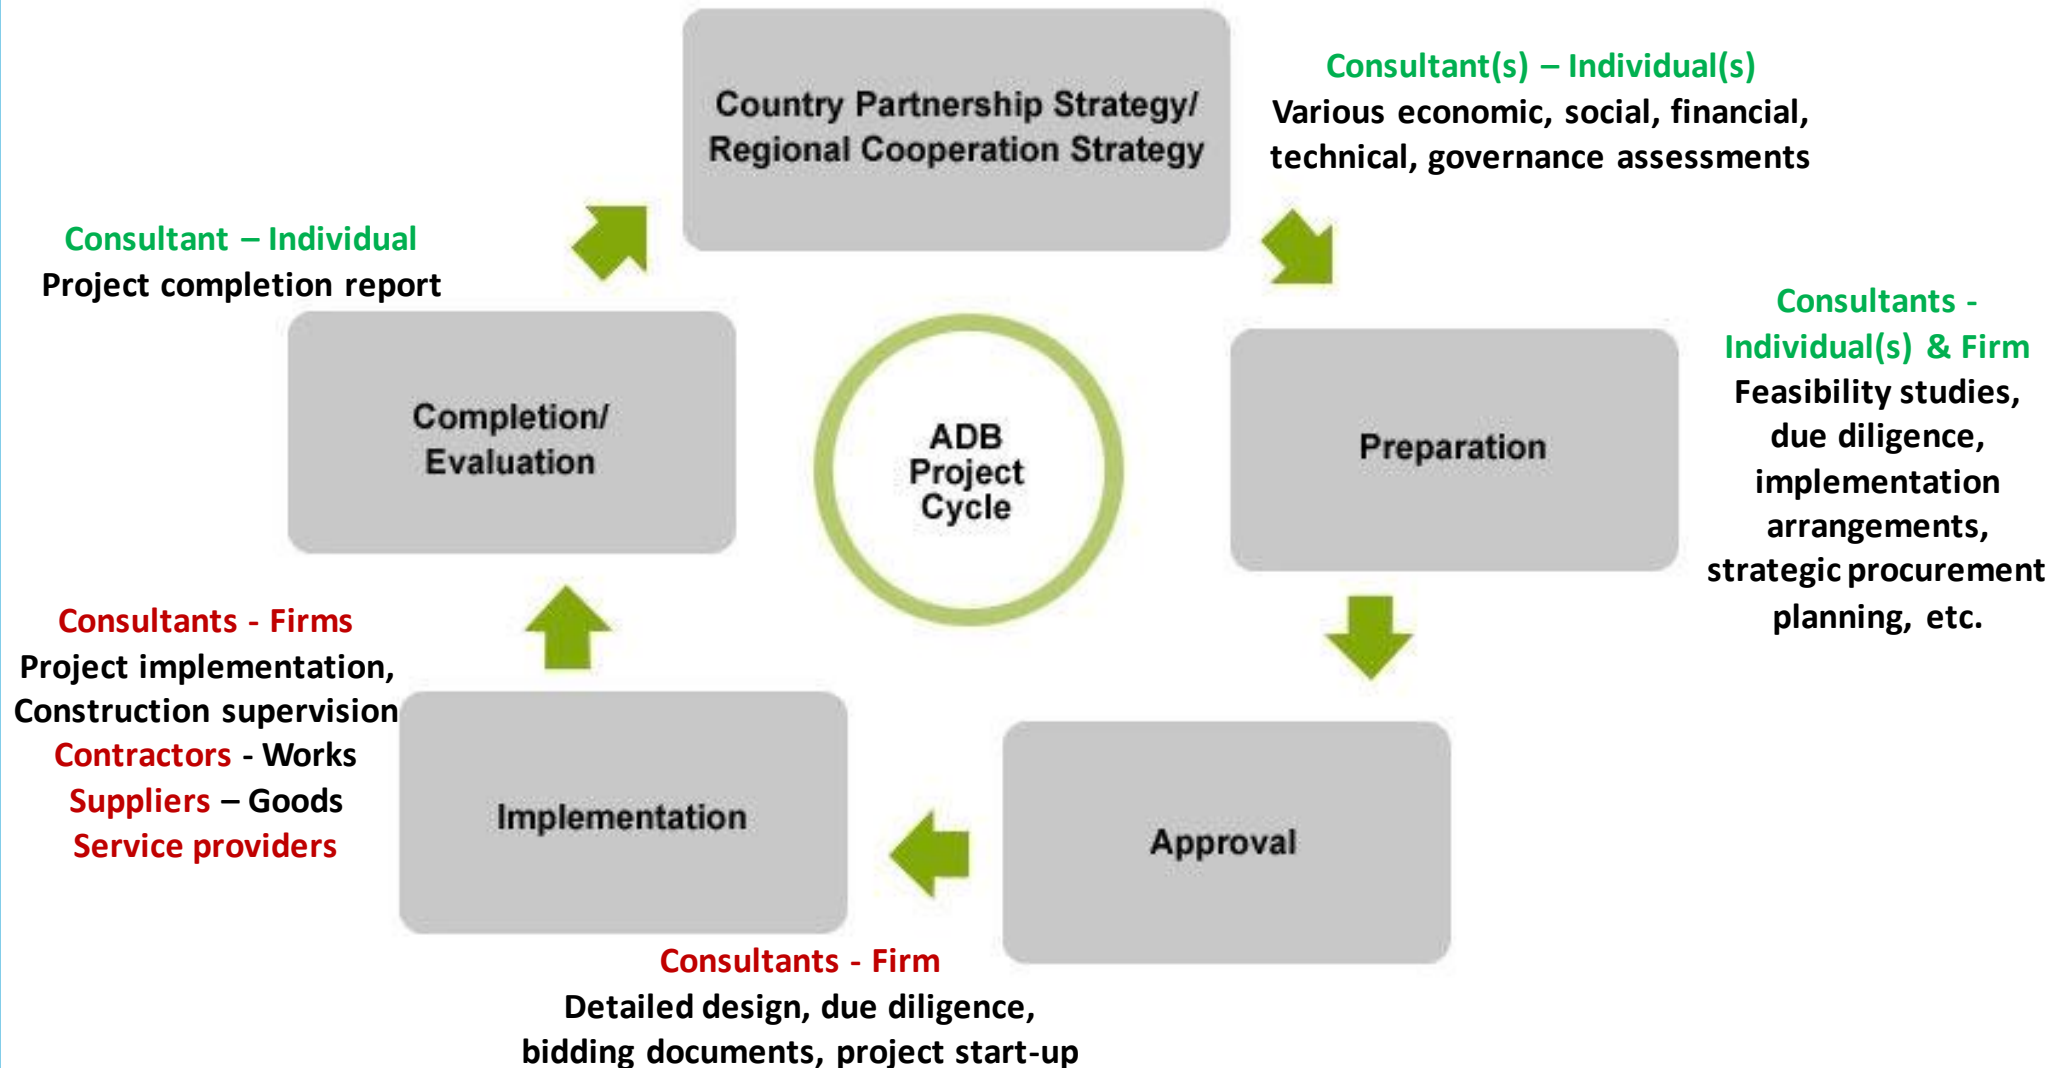 Country Partnership Strategy/
Regional Cooperation Strategy
Consultant(s) – Individual(s)
Various economic, social, financial,
technical, governance assessments
Consultant – Individual
Project completion report
Completion/
Evaluation
ADB
Project
Cycle
Preparation
Consultants -
Individual(s) & Firm
Feasibility studies,
due diligence,
implementation
arrangements,
strategic procurement
planning, etc.
Consultants - Firms
Project implementation,
Construction supervision
Contractors - Works
Suppliers – Goods
Service providers
Implementation
Approval
Consultants - Firm
Detailed design, due diligence,
bidding documents, project start-up